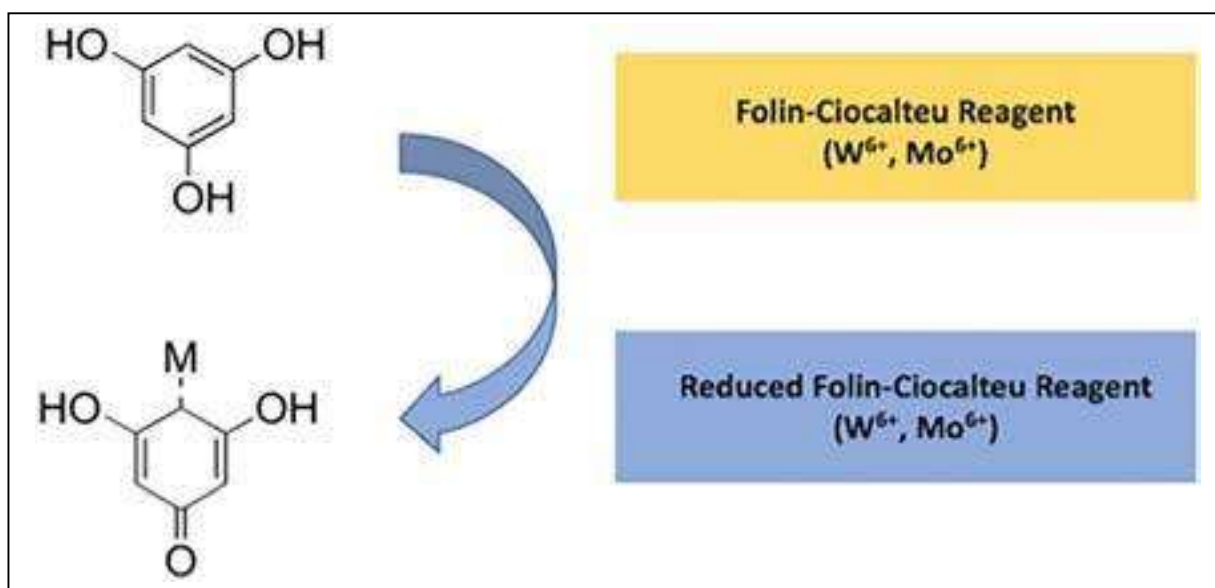 HO OH
OH
Folin-Ciocalteu Reagent
(W⁶⁺, Mo⁶⁺)
M
HO OH
O
Reduced Folin-Ciocalteu Reagent
(W⁶⁺, Mo⁶⁺)